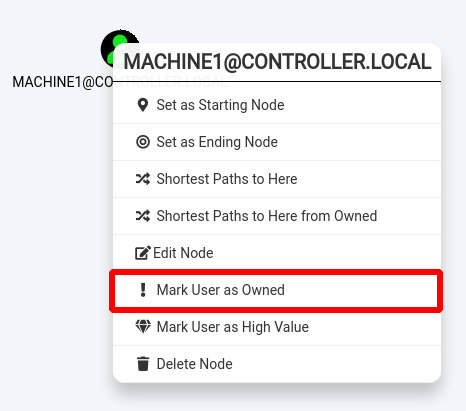 MACHINE1@CONTROLLER.LOCAL
MACHINE1@CONTROLLER.LOCAL
Set as Starting Node
Set as Ending Node
Shortest Paths to Here
Shortest Paths to Here from Owned
Edit Node
Mark User as Owned
Mark User as High Value
Delete Node